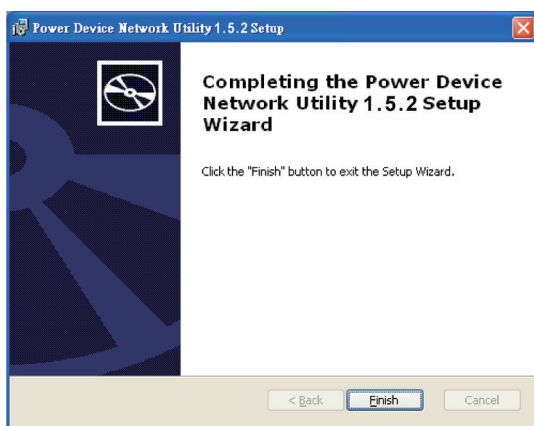 Power Device Network Utility 1.5.2 Setup
Completing the Power Device
Network Utility 1.5.2 Setup
Wizard
Click the "Finish" button to exit the Setup Wizard.
< Back Finish Cancel